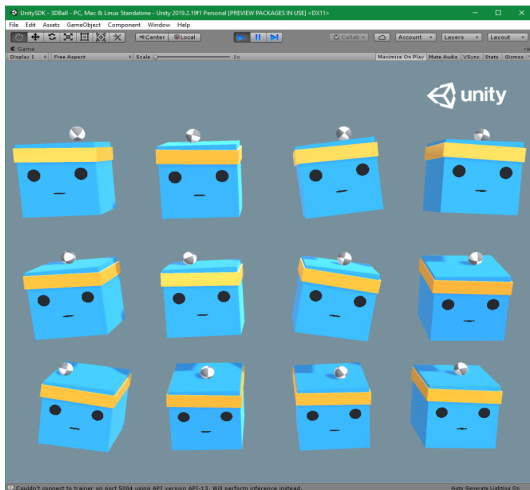 UnitySDK - 3DBall - PC, Mac & Linux Standalone - Unity 2019.2.19f1 Personal [PREVIEW PACKAGES IN USE] <DX11>
File Edit Assets GameObject Component Window Help
Center Local Collab Account Layers Layout
Game
Display 1 Free Aspect Scale 1x Maximize On Play Mute Audio VSync Stats Gizmos
unity
Couldn't connect to trainer on port 5004 using API version API-13. Will perform inference instead. Auto Generate Lighting On